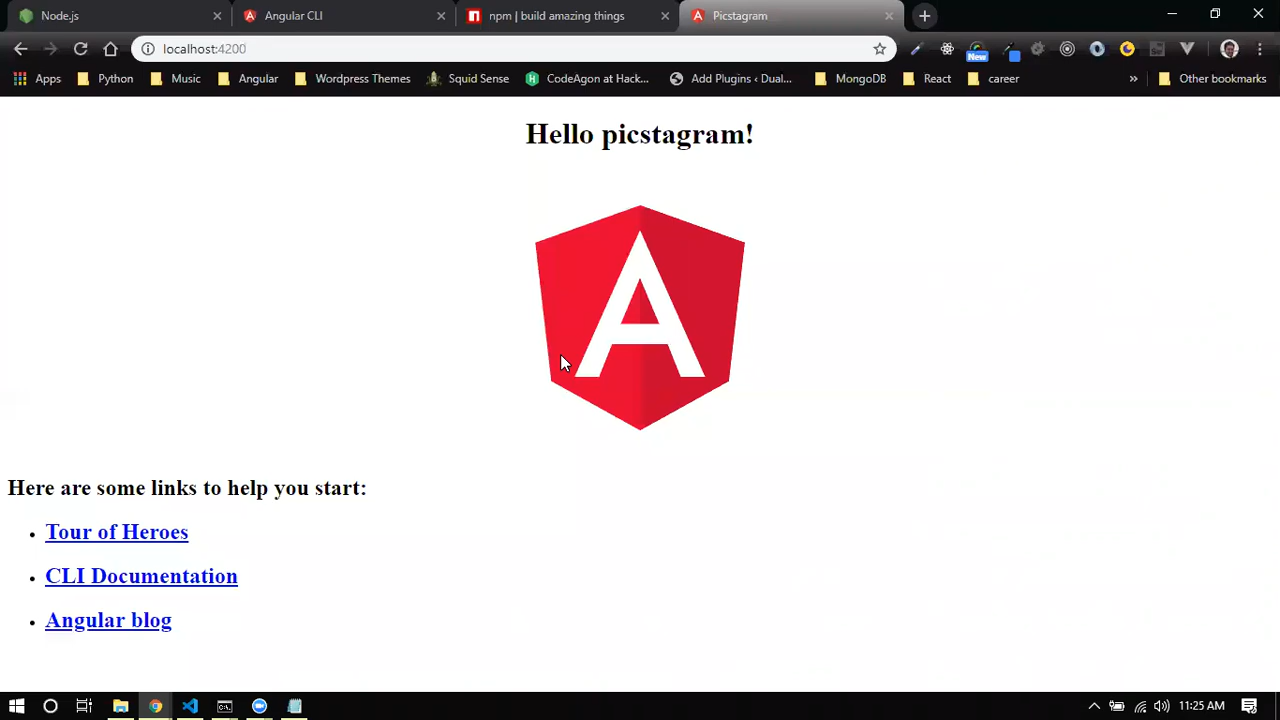 Node.js
Angular CLI
npm | build amazing things
Picstagram
localhost:4200
New
Apps
Python
Music
Angular
Wordpress Themes
Squid Sense
CodeAgon at Hack...
Add Plugins ‹ Dual...
MongoDB
React
career
»
Other bookmarks
Hello picstagram!
A
Here are some links to help you start:
• Tour of Heroes
• CLI Documentation
• Angular blog
11:25 AM